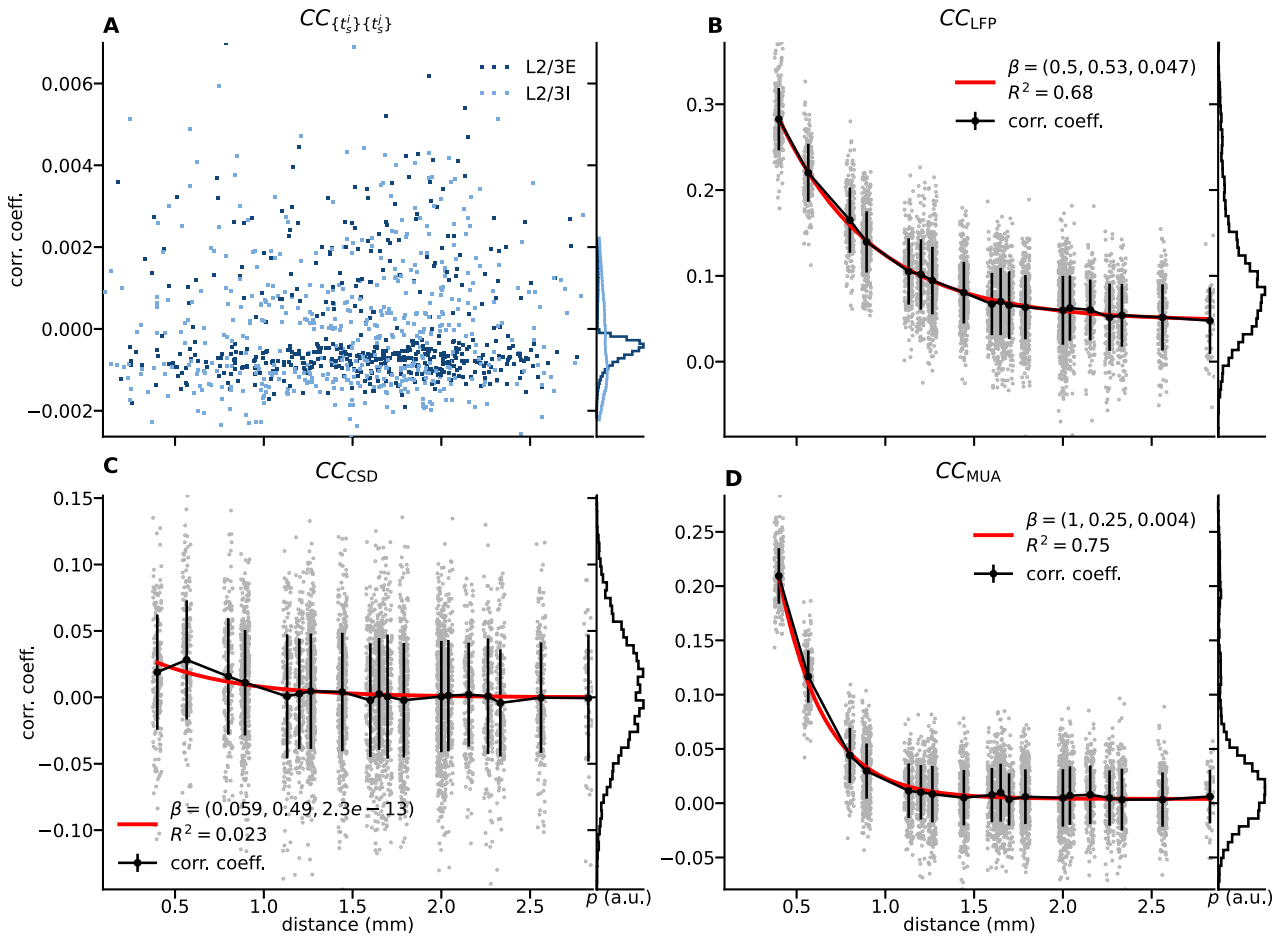 A
CC_{t_s^i}{t_s^j}
L2/3E
L2/3I
corr. coeff.
0.006
0.004
0.002
0.000
−0.002
B
CC_LFP
β = (0.5, 0.53, 0.047)
R² = 0.68
corr. coeff.
0.3
0.2
0.1
0.0
C
CC_CSD
corr. coeff.
0.15
0.10
0.05
0.00
−0.05
−0.10
β = (0.059, 0.49, 2.3e−13)
R² = 0.023
corr. coeff.
0.5 1.0 1.5 2.0 2.5
distance (mm)
p (a.u.)
D
CC_MUA
β = (1, 0.25, 0.004)
R² = 0.75
corr. coeff.
0.25
0.20
0.15
0.10
0.05
0.00
−0.05
0.5 1.0 1.5 2.0 2.5
distance (mm)
p (a.u.)